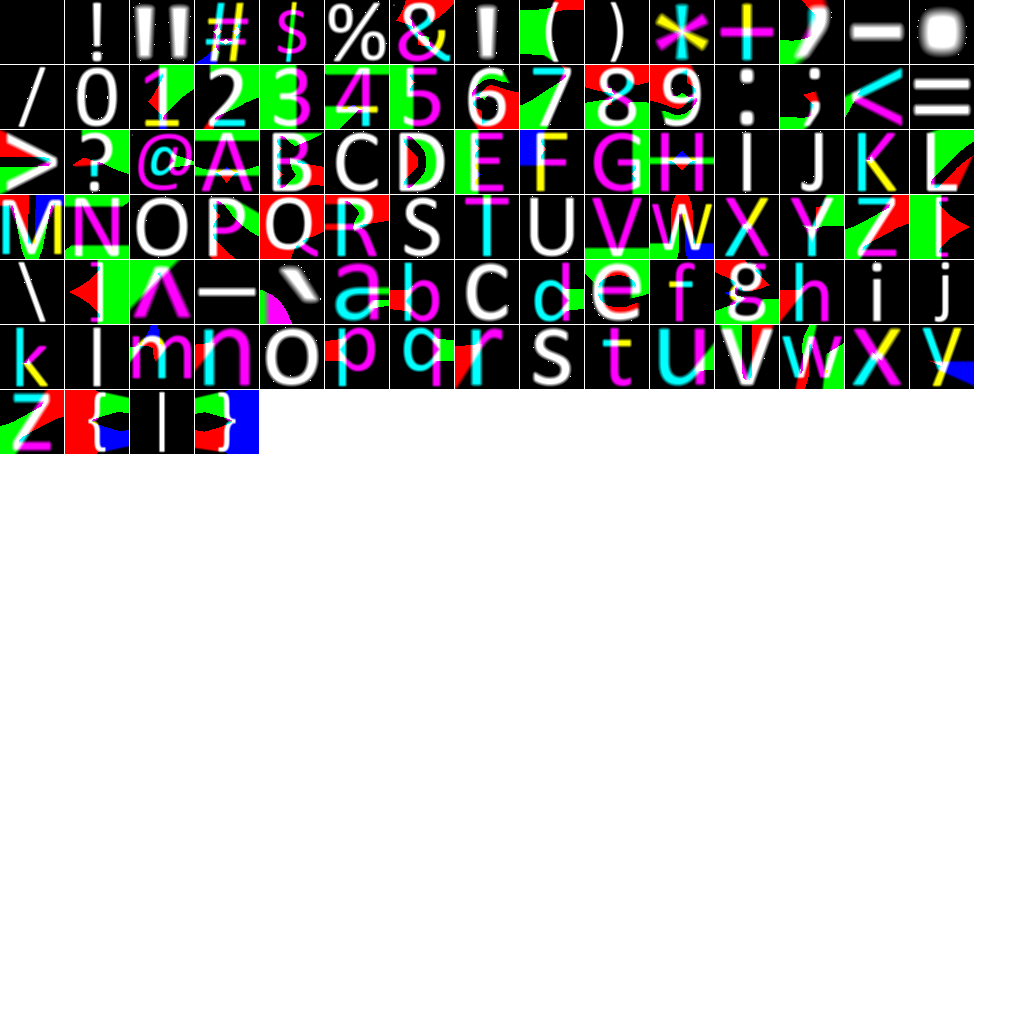 ! " # $ % & ' ( ) * + , - .
/ 0 1 2 3 4 5 6 7 8 9 : ; < =
> ? @ A B C D E F G H I J K L
M N O P Q R S T U V W X Y Z [
\ ] ^ _ ` a b c d e f g h i j
k l m n o p q r s t u v w x y
z { | }